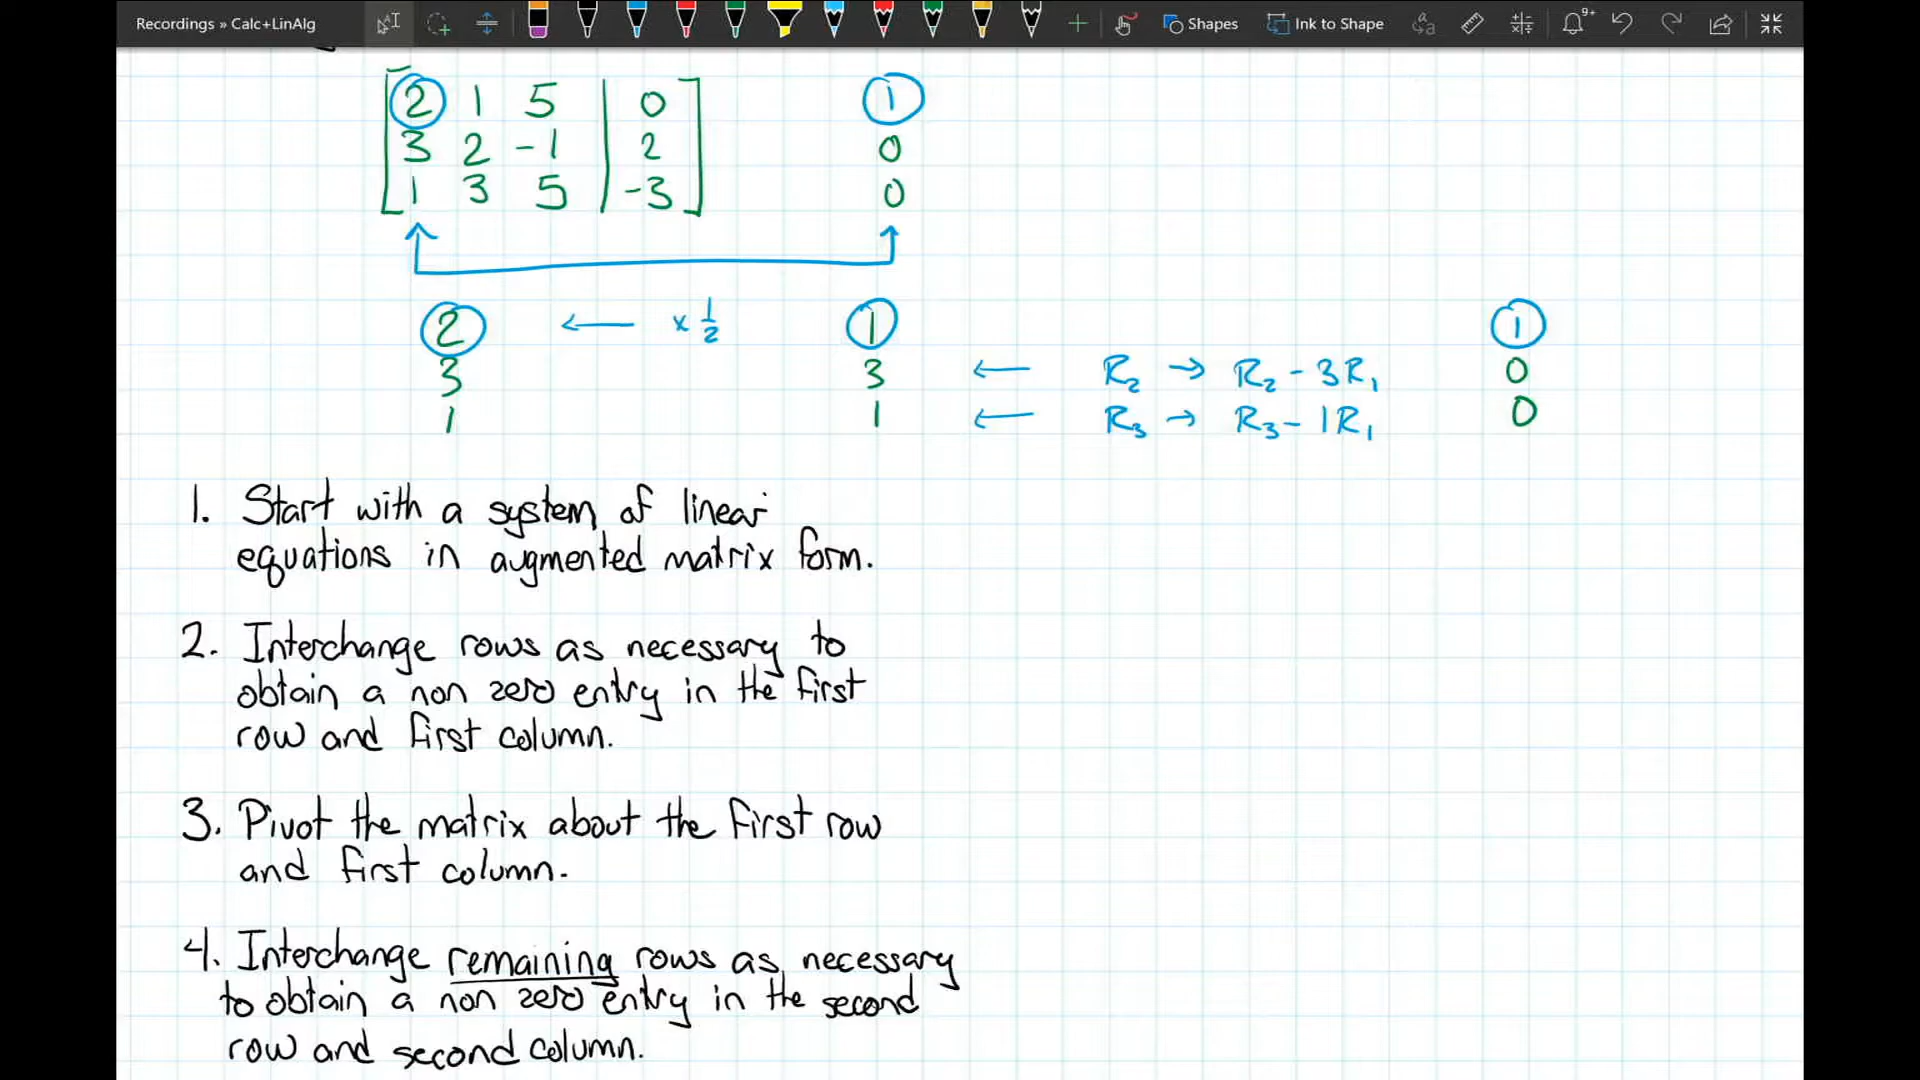 Recordings » Calc+LinAlg
Shapes
Ink to Shape
9+
2 1 5 | 0 1
3 2 -1 | 2 0
1 3 5 | -3 0
2 ← x 1/2 1 1
3 3 ← R₂ → R₂ - 3R₁ 0
1 1 ← R₃ → R₃ - 1R₁ 0
1. Start with a system of linear
equations in augmented matrix form.
2. Interchange rows as necessary to
obtain a non zero entry in the first
row and first column.
3. Pivot the matrix about the first row
and first column.
4. Interchange remaining rows as necessary
to obtain a non zero entry in the second
row and second column.